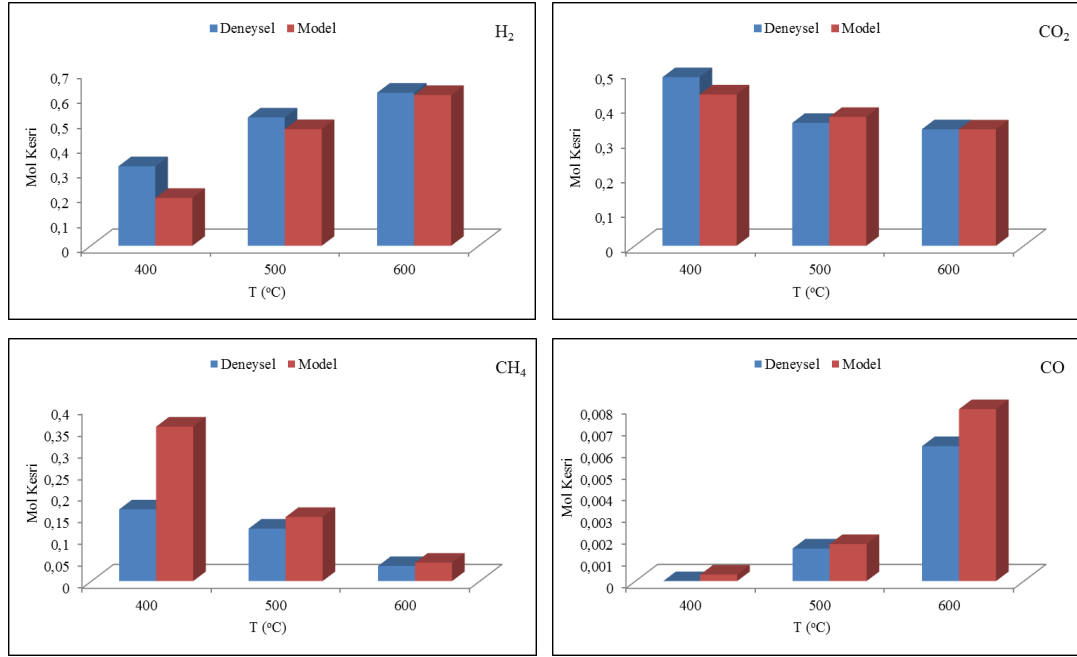 Deneysel Model
H₂
Mol Kesri
0,7
0,6
0,5
0,4
0,3
0,2
0,1
0
400 500 600
T (°C)
Deneysel Model
CO₂
Mol Kesri
0,5
0,4
0,3
0,2
0,1
0
400 500 600
T (°C)
Deneysel Model
CH₄
Mol Kesri
0,4
0,35
0,3
0,25
0,2
0,15
0,1
0,05
0
400 500 600
T (°C)
Deneysel Model
CO
Mol Kesri
0,008
0,007
0,006
0,005
0,004
0,003
0,002
0,001
0
400 500 600
T (°C)